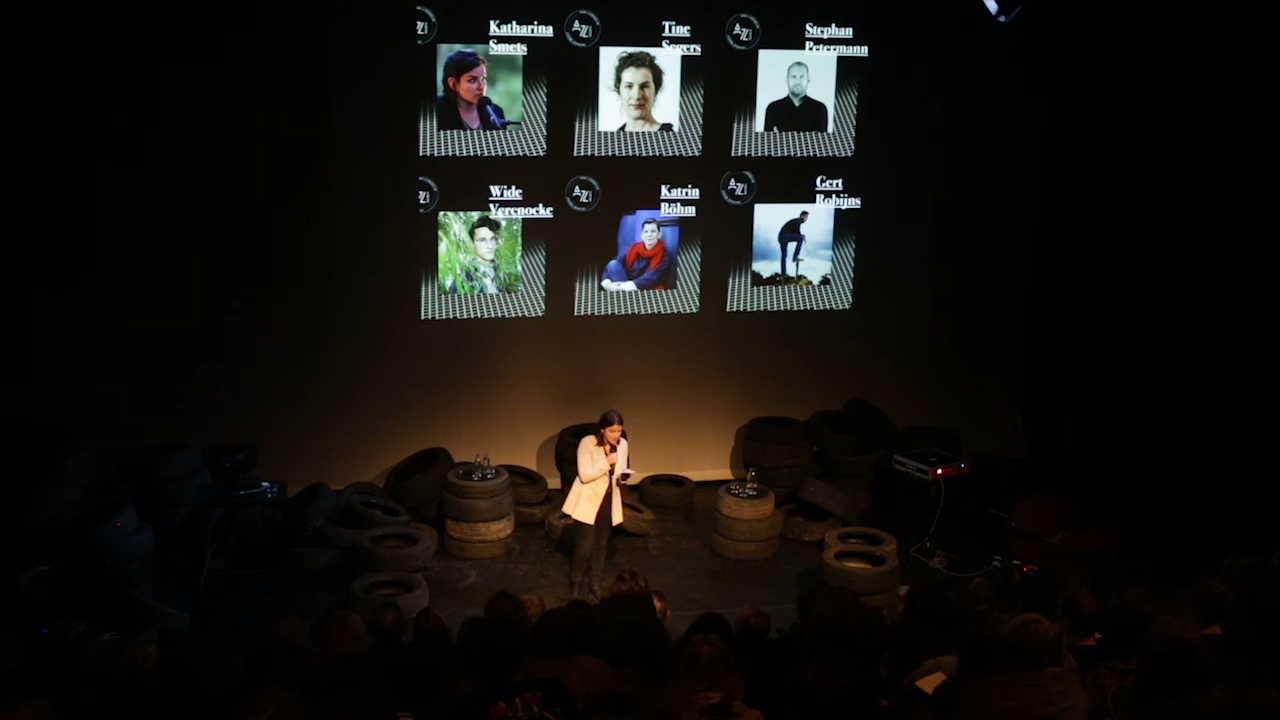 Katharina
Smets
Tine
Segers
Stephan
Petermann
Wide
Vercnocke
Katrin
Böhm
Gert
Robijns